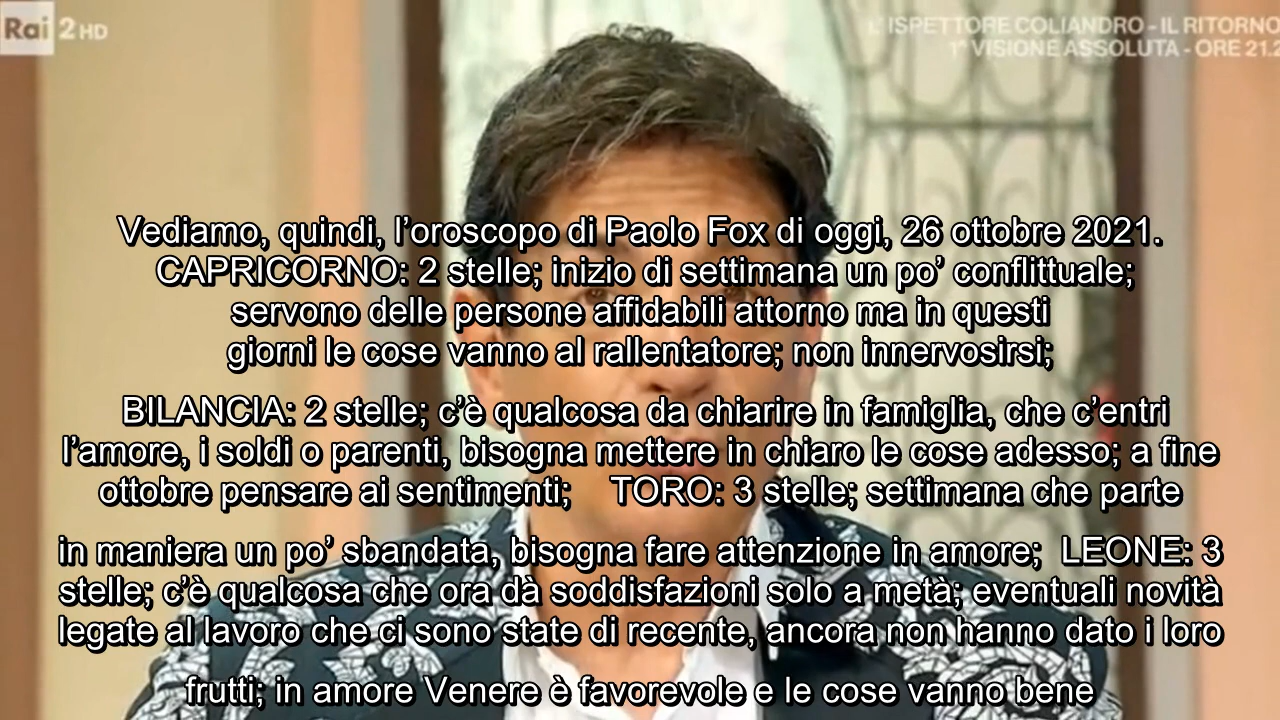 Rai 2 HD
L'ISPETTORE COLIANDRO - IL RITORNO
1ª VISIONE ASSOLUTA - ORE 21.2
Vediamo, quindi, l’oroscopo di Paolo Fox di oggi, 26 ottobre 2021.
CAPRICORNO: 2 stelle; inizio di settimana un po’ conflittuale;
servono delle persone affidabili attorno ma in questi
giorni le cose vanno al rallentatore; non innervosirsi;
BILANCIA: 2 stelle; c’è qualcosa da chiarire in famiglia, che c’entri
l’amore, i soldi o parenti, bisogna mettere in chiaro le cose adesso; a fine
ottobre pensare ai sentimenti; TORO: 3 stelle; settimana che parte
in maniera un po’ sbandata, bisogna fare attenzione in amore; LEONE: 3
stelle; c’è qualcosa che ora dà soddisfazioni solo a metà; eventuali novità
legate al lavoro che ci sono state di recente, ancora non hanno dato i loro
frutti; in amore Venere è favorevole e le cose vanno bene